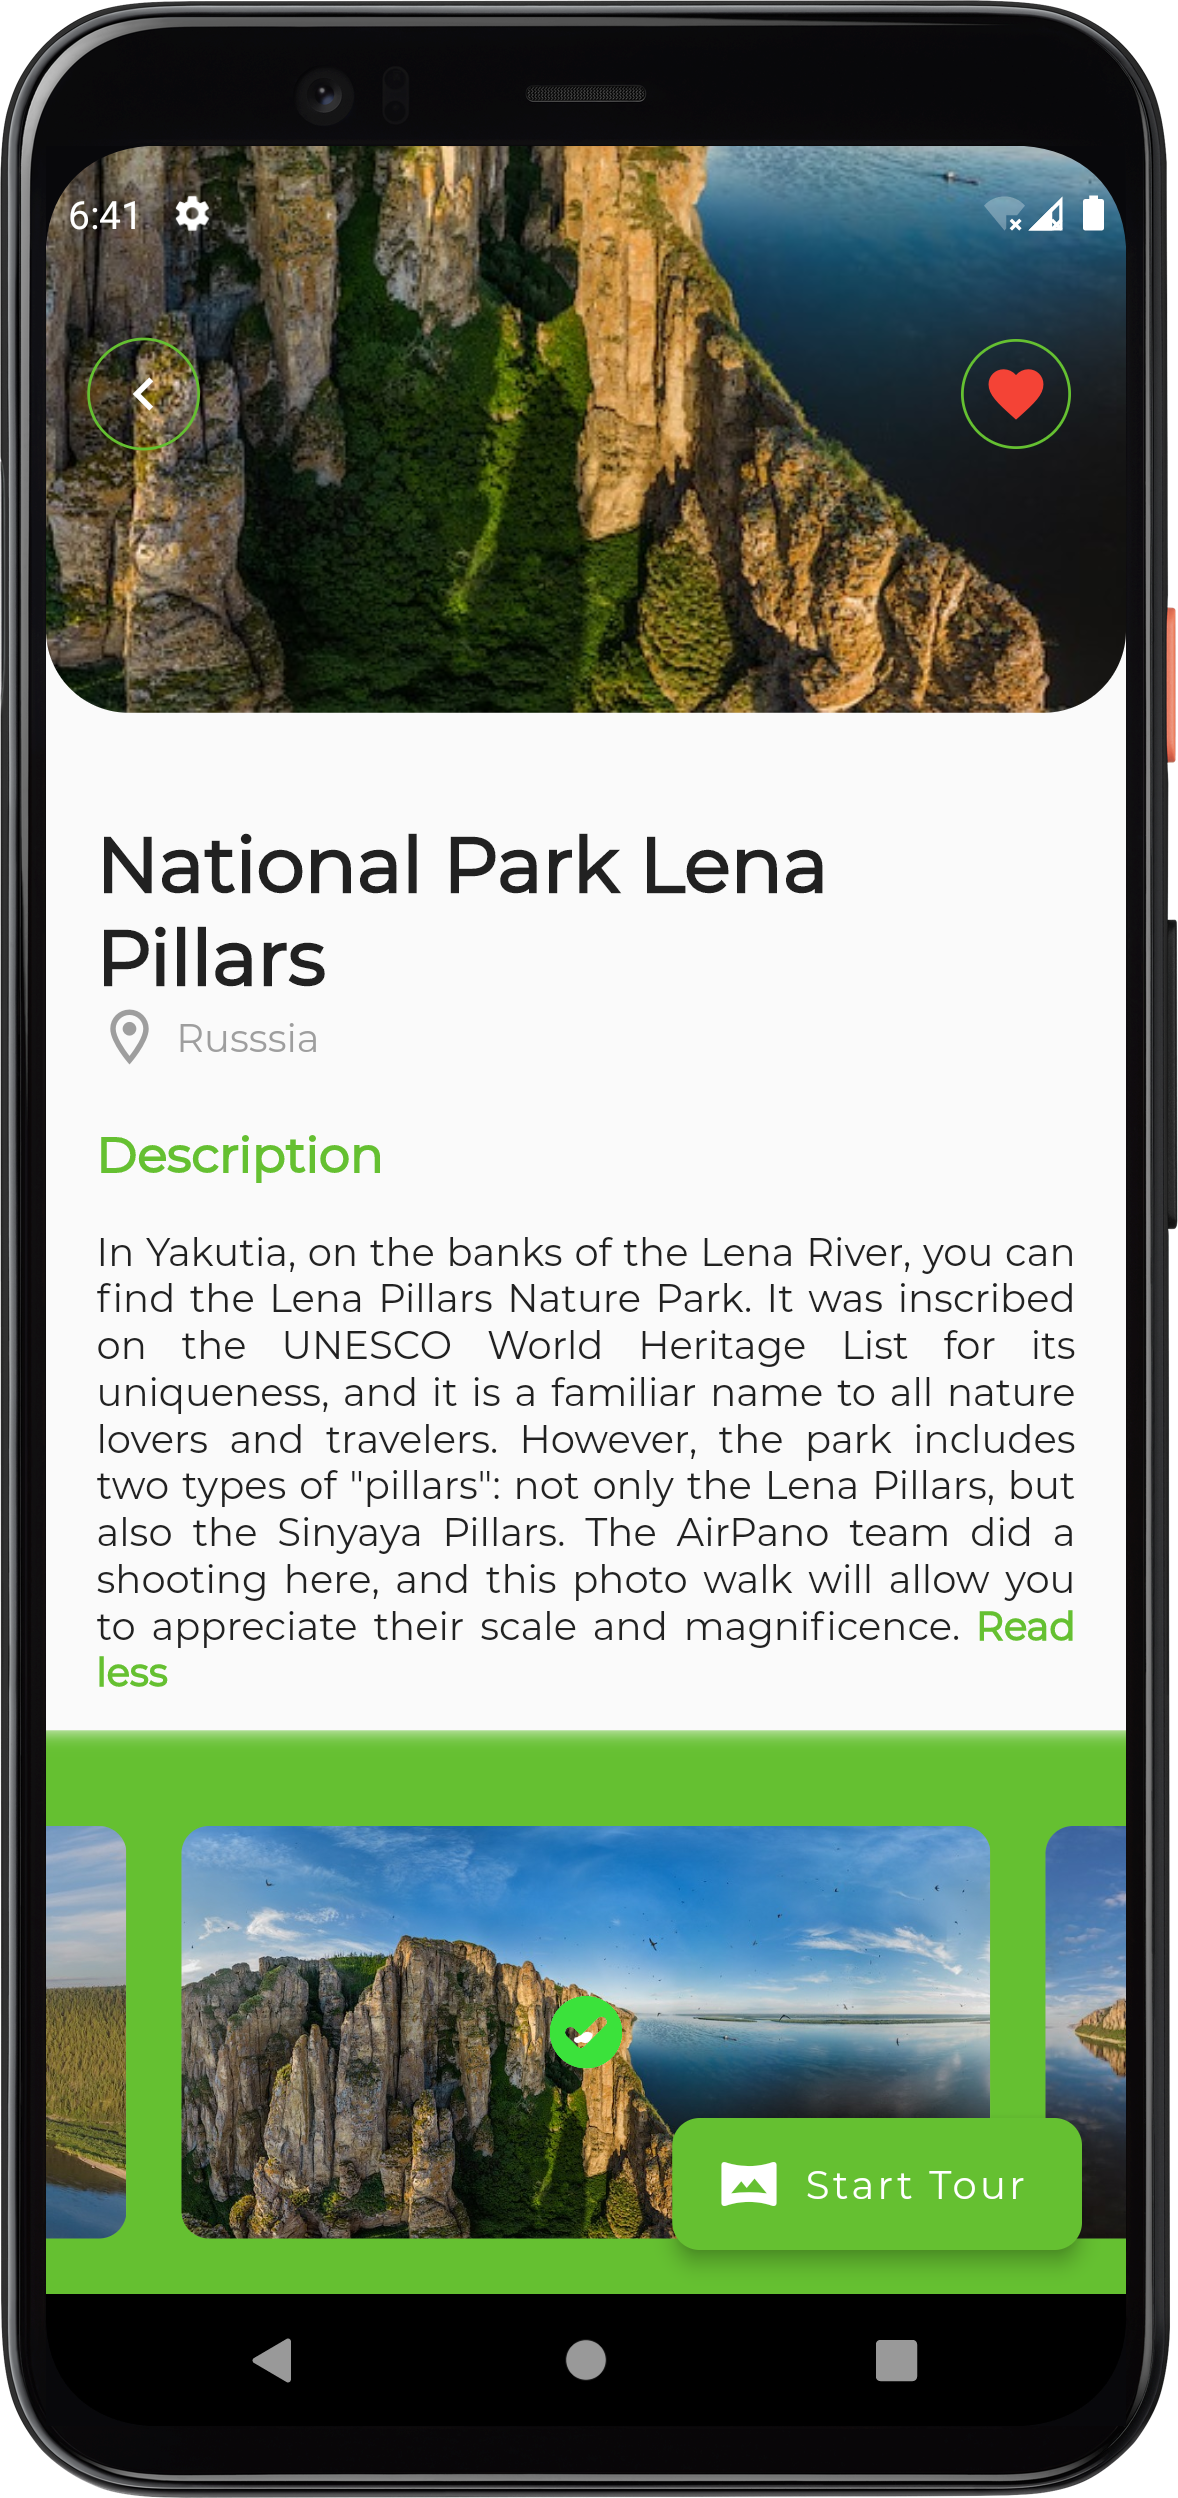 6:41
National Park Lena
Pillars
Russsia
Description
In Yakutia, on the banks of the Lena River, you can
find the Lena Pillars Nature Park. It was inscribed
on the UNESCO World Heritage List for its
uniqueness, and it is a familiar name to all nature
lovers and travelers. However, the park includes
two types of "pillars": not only the Lena Pillars, but
also the Sinyaya Pillars. The AirPano team did a
shooting here, and this photo walk will allow you
to appreciate their scale and magnificence. Read
less
Start Tour